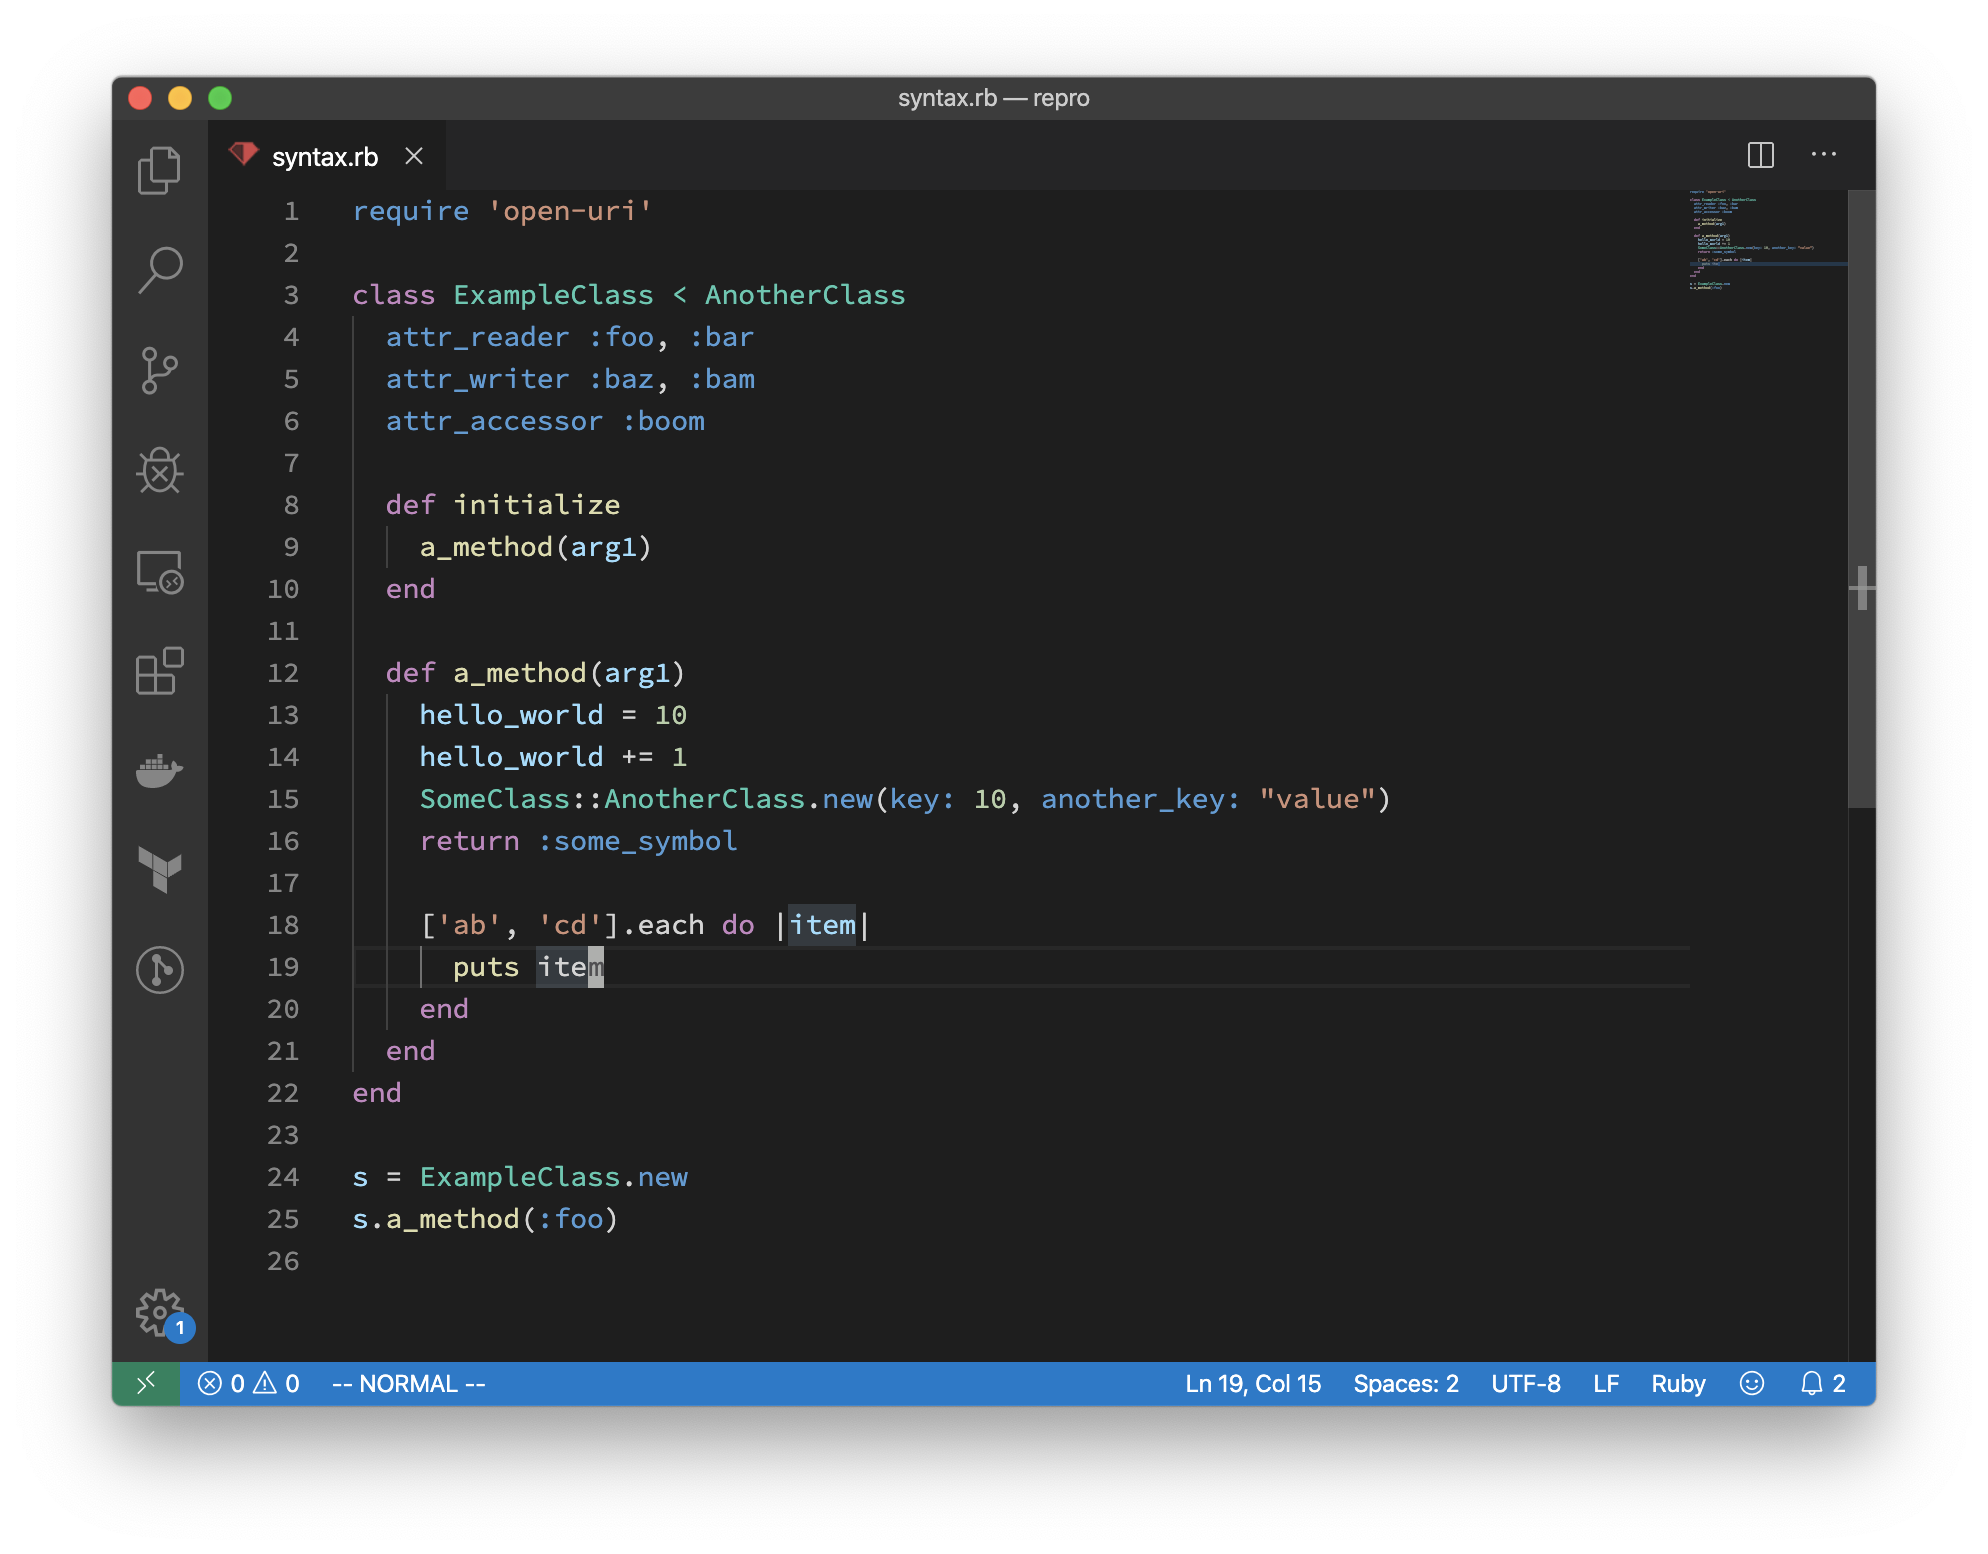 syntax.rb — repro
syntax.rb
1 require 'open-uri'
2
3 class ExampleClass < AnotherClass
4   attr_reader :foo, :bar
5   attr_writer :baz, :bam
6   attr_accessor :boom
7
8   def initialize
9     a_method(arg1)
10   end
11
12   def a_method(arg1)
13     hello_world = 10
14     hello_world += 1
15     SomeClass::AnotherClass.new(key: 10, another_key: "value")
16     return :some_symbol
17
18     ['ab', 'cd'].each do |item|
19       puts item
20     end
21   end
22 end
23
24 s = ExampleClass.new
25 s.a_method(:foo)
26
1
0 0 -- NORMAL -- Ln 19, Col 15 Spaces: 2 UTF-8 LF Ruby 2